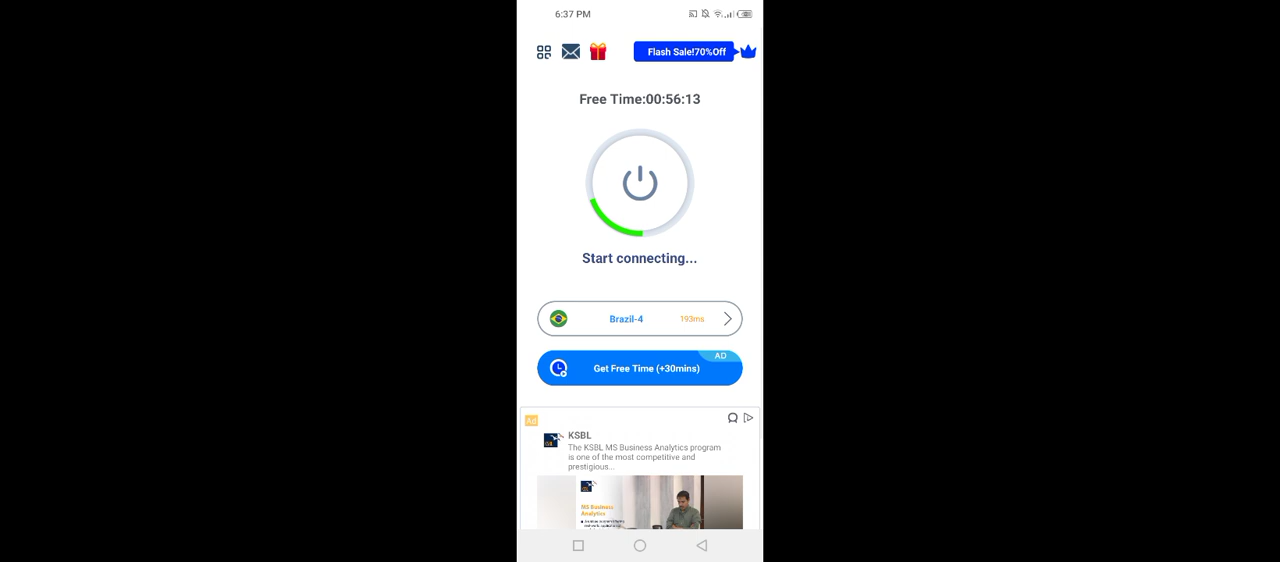 6:37 PM
Flash Sale!70%Off
Free Time:00:56:13
Start connecting...
Brazil-4 193ms
AD
Get Free Time (+30mins)
Ad
KSBL
The KSBL MS Business Analytics program
is one of the most competitive and
prestigious...
MS Business
Analytics